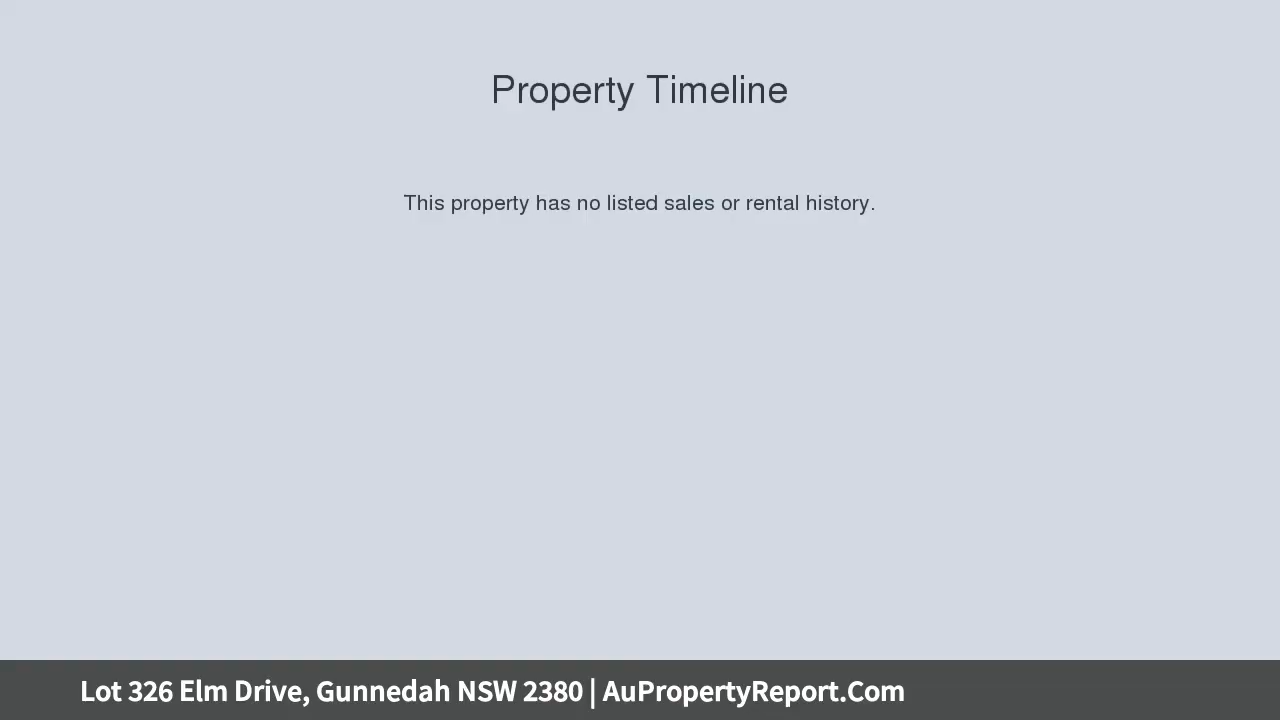 Property Timeline
This property has no listed sales or rental history.
Lot 326 Elm Drive, Gunnedah NSW 2380 | AuPropertyReport.Com